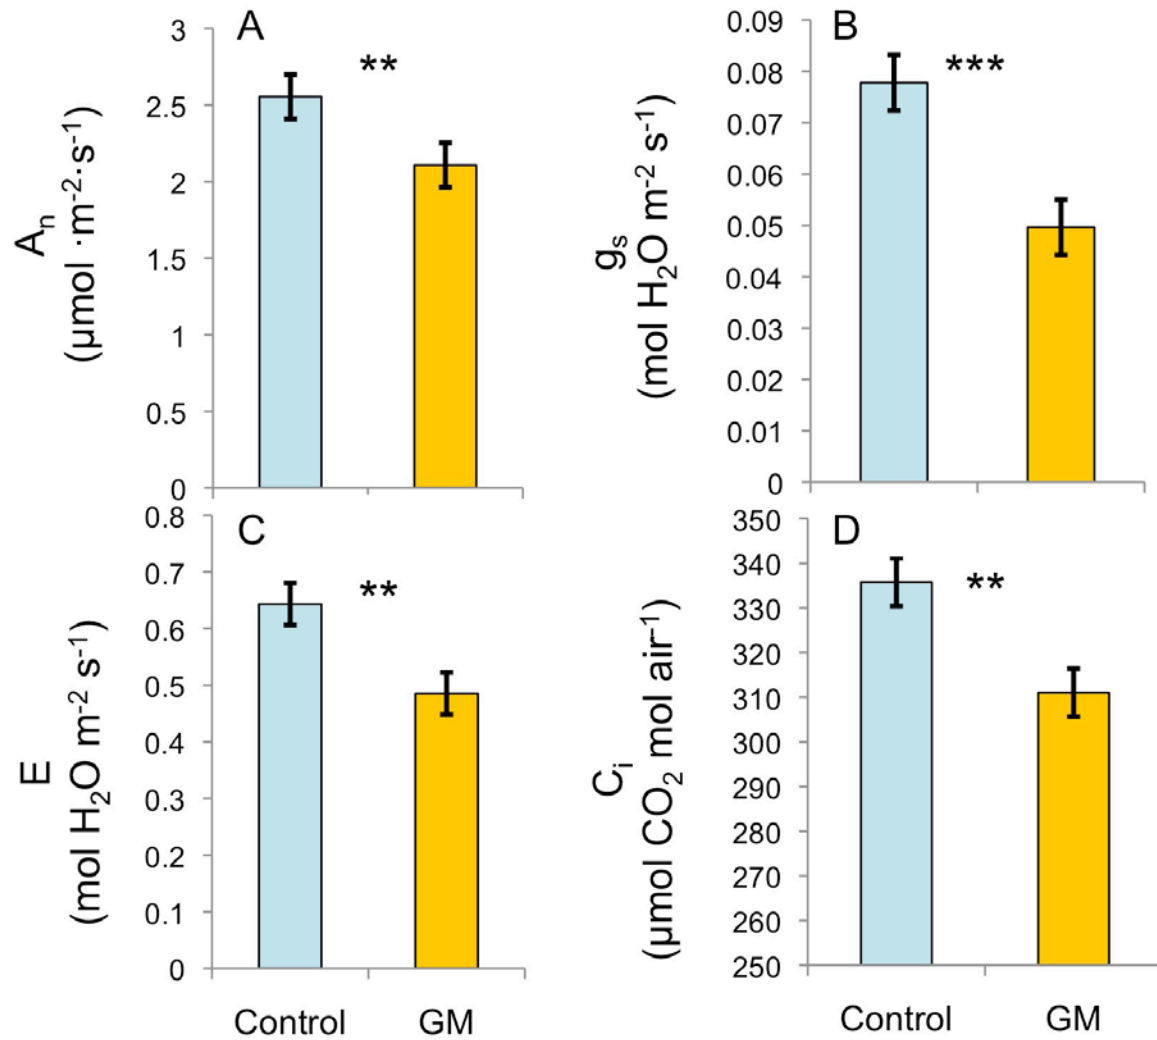 A
**
3
2.5
2
1.5
1
0.5
0
Aₙ
(µmol ·m⁻²·s⁻¹)
B
***
0.09
0.08
0.07
0.06
0.05
0.04
0.03
0.02
0.01
0
gₛ
(mol H₂O m⁻² s⁻¹)
C
**
0.8
0.7
0.6
0.5
0.4
0.3
0.2
0.1
0
E
(mol H₂O m⁻² s⁻¹)
Control GM
D
**
350
340
330
320
310
300
290
280
270
260
250
Cᵢ
(µmol CO₂ mol air⁻¹)
Control GM